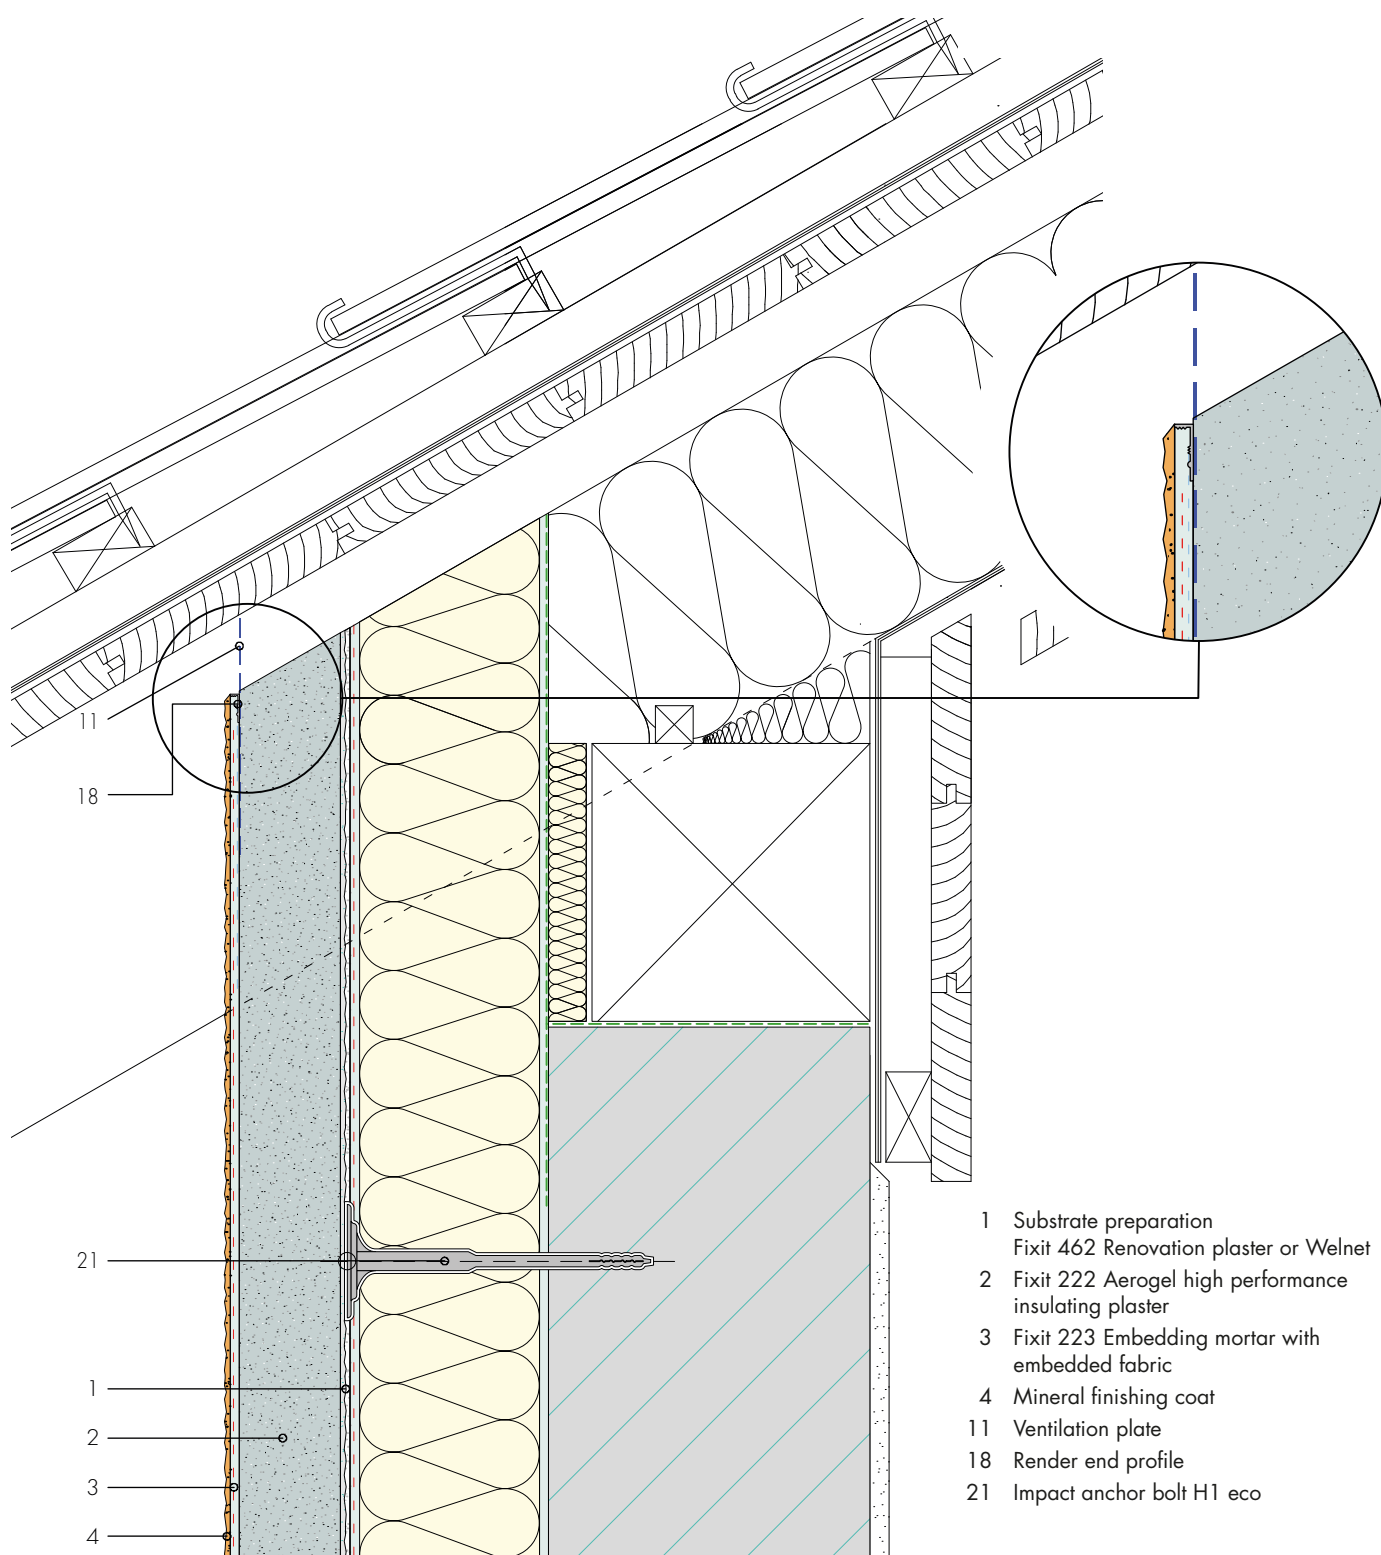 11
18
21
1
2
3
4
1 Substrate preparation
Fixit 462 Renovation plaster or Welnet
2 Fixit 222 Aerogel high performance
insulating plaster
3 Fixit 223 Embedding mortar with
embedded fabric
4 Mineral finishing coat
11 Ventilation plate
18 Render end profile
21 Impact anchor bolt H1 eco